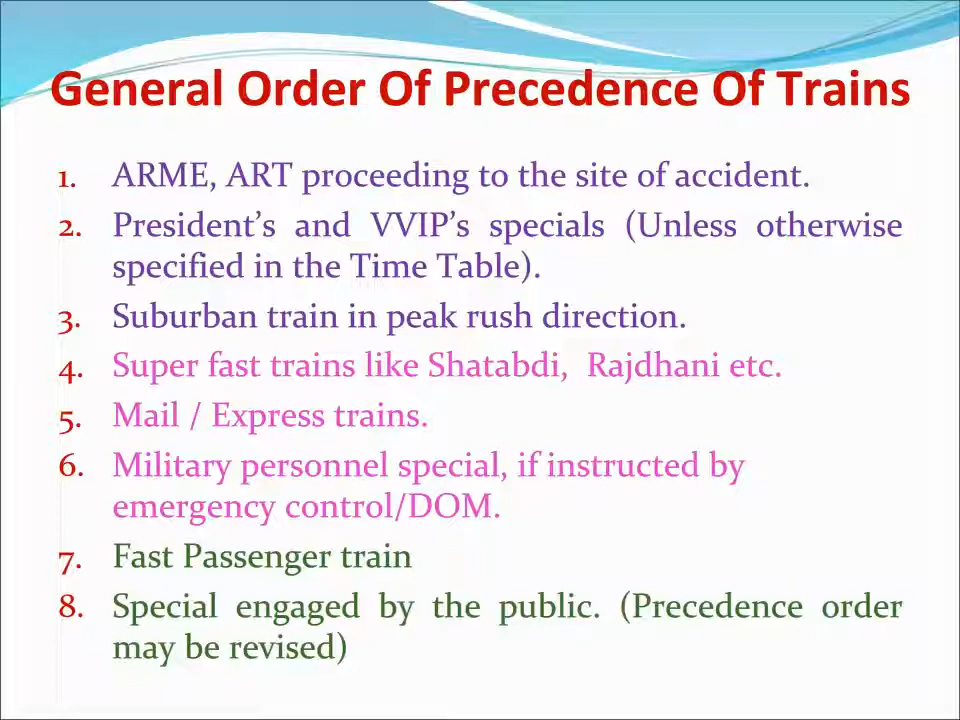 General Order Of Precedence Of Trains
1. ARME, ART proceeding to the site of accident.
2. President’s and VVIP’s specials (Unless otherwise
specified in the Time Table).
3. Suburban train in peak rush direction.
4. Super fast trains like Shatabdi, Rajdhani etc.
5. Mail / Express trains.
6. Military personnel special, if instructed by
emergency control/DOM.
7. Fast Passenger train
8. Special engaged by the public. (Precedence order
may be revised)